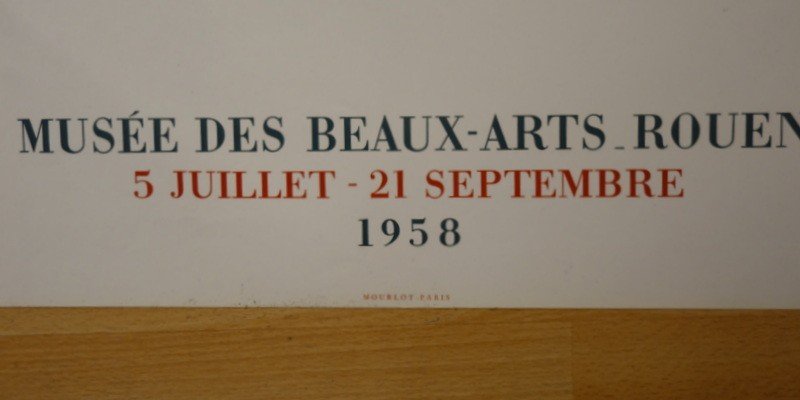 MUSÉE DES BEAUX-ARTS_ROUEN
5 JUILLET - 21 SEPTEMBRE
1958
MOURLOT PARIS